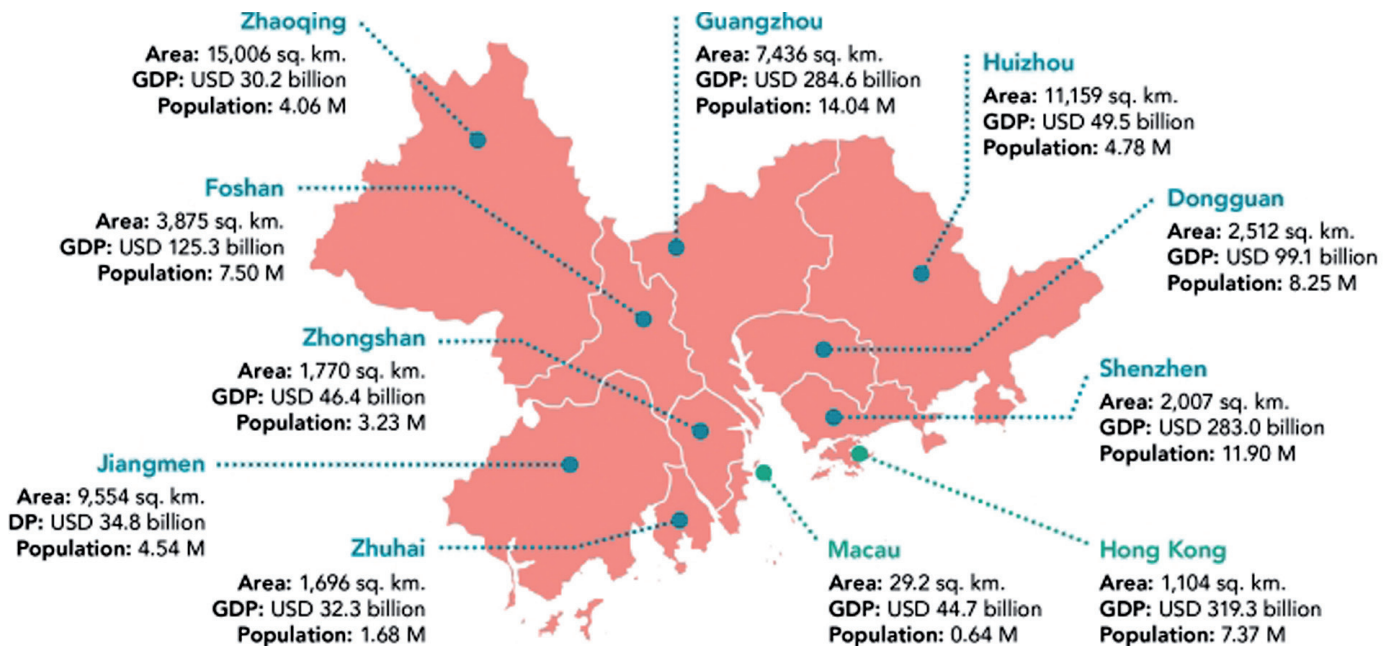 Zhaoqing
Area: 15,006 sq. km.
GDP: USD 30.2 billion
Population: 4.06 M
Guangzhou
Area: 7,436 sq. km.
GDP: USD 284.6 billion
Population: 14.04 M
Huizhou
Area: 11,159 sq. km.
GDP: USD 49.5 billion
Population: 4.78 M
Foshan
Area: 3,875 sq. km.
GDP: USD 125.3 billion
Population: 7.50 M
Dongguan
Area: 2,512 sq. km.
GDP: USD 99.1 billion
Population: 8.25 M
Zhongshan
Area: 1,770 sq. km.
GDP: USD 46.4 billion
Population: 3.23 M
Shenzhen
Area: 2,007 sq. km.
GDP: USD 283.0 billion
Population: 11.90 M
Jiangmen
Area: 9,554 sq. km.
DP: USD 34.8 billion
Population: 4.54 M
Zhuhai
Area: 1,696 sq. km.
GDP: USD 32.3 billion
Population: 1.68 M
Macau
Area: 29.2 sq. km.
GDP: USD 44.7 billion
Population: 0.64 M
Hong Kong
Area: 1,104 sq. km.
GDP: USD 319.3 billion
Population: 7.37 M